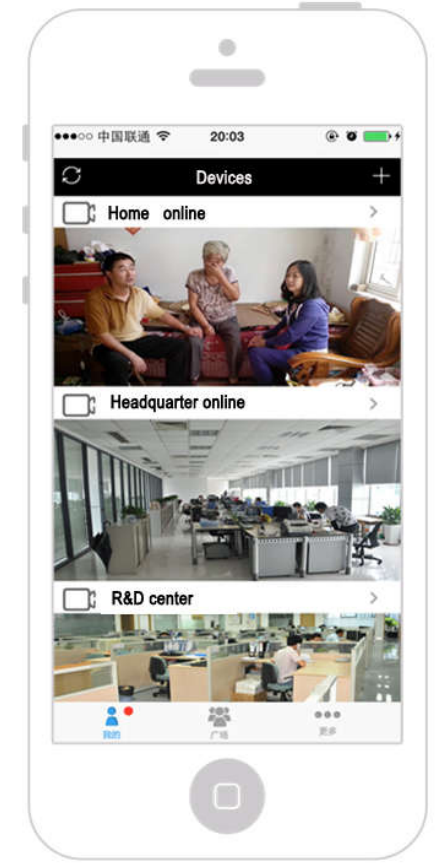 中国联通 20:03
Devices
Home online
Headquarter online
R&D center
我的 广场 更多